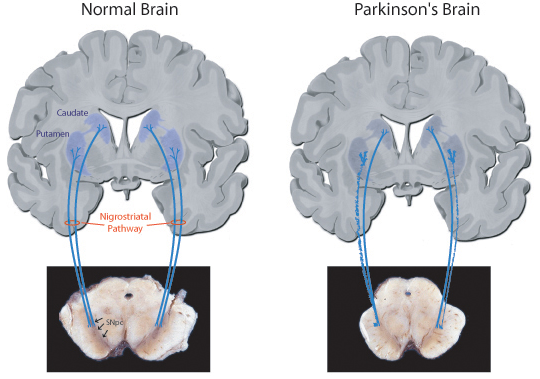 Normal Brain
Parkinson's Brain
Caudate
Putamen
Nigrostriatal
Pathway
SNpc